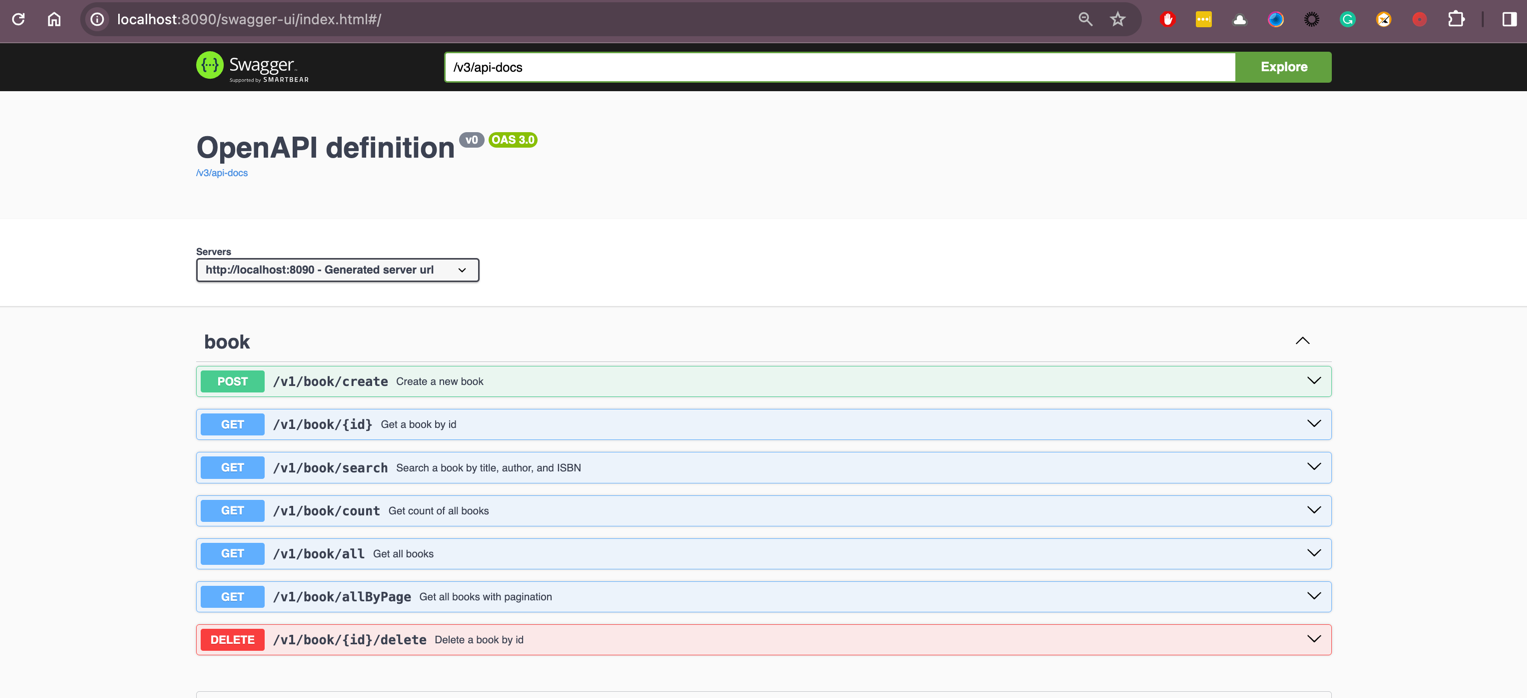 localhost:8090/swagger-ui/index.html#/
Swagger
Supported by SMARTBEAR
/v3/api-docs
Explore
OpenAPI definition v0 OAS 3.0
/v3/api-docs
Servers
http://localhost:8090 - Generated server url
book
POST /v1/book/create Create a new book
GET /v1/book/{id} Get a book by id
GET /v1/book/search Search a book by title, author, and ISBN
GET /v1/book/count Get count of all books
GET /v1/book/all Get all books
GET /v1/book/allByPage Get all books with pagination
DELETE /v1/book/{id}/delete Delete a book by id